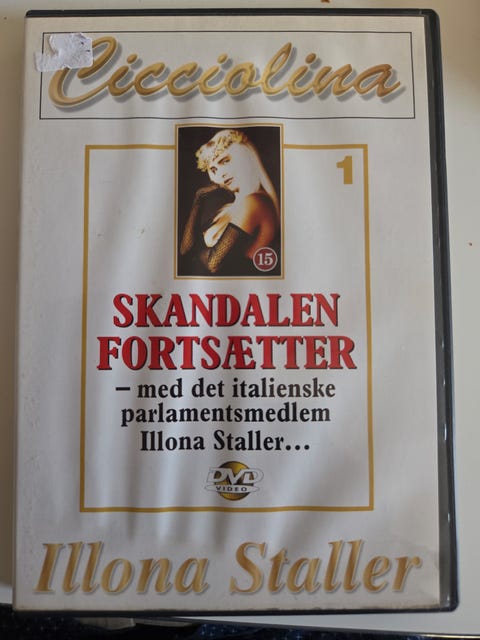 Cicciolina
1
15
SKANDALEN
FORTSÆTTER
– med det italienske
parlamentsmedlem
Illona Staller...
DVD
VIDEO
Illona Staller